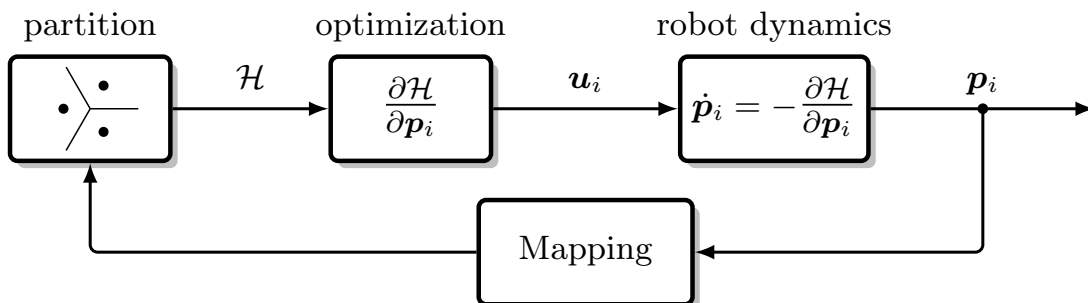 partition optimization robot dynamics
ℋ ∂ℋ/∂𝒑ᵢ 𝒖ᵢ 𝒑̇ᵢ = −∂ℋ/∂𝒑ᵢ 𝒑ᵢ
Mapping